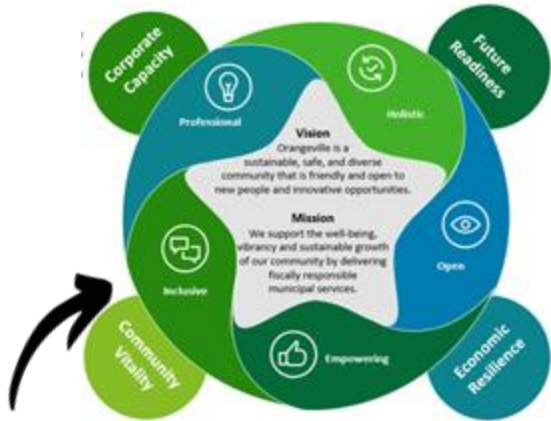 Corporate
Capacity
Future
Readiness
Professional
Holistic
Vision
Orangeville is a
sustainable, safe, and diverse
community that is friendly and open to
new people and innovative opportunities.
Mission
We support the well-being,
vibrancy and sustainable growth
of our community by delivering
fiscally responsible
municipal services.
Inclusive
Open
Empowering
Community
Vitality
Economic
Resilience